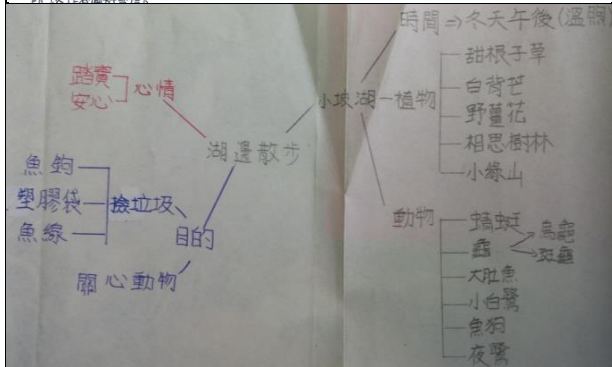 時間⇒冬天午後(溫煦)
甜根子草
白背芒
野薑花
相思樹林
小綠山
小坡湖
植物
踏實
安心
心情
湖邊散步
魚鉤
塑膠袋
魚線
撿垃圾、
目的
關心動物
動物
蜻蜓
龜
烏龜
斑龜
大肚魚
小白鷺
魚狗
夜鷺